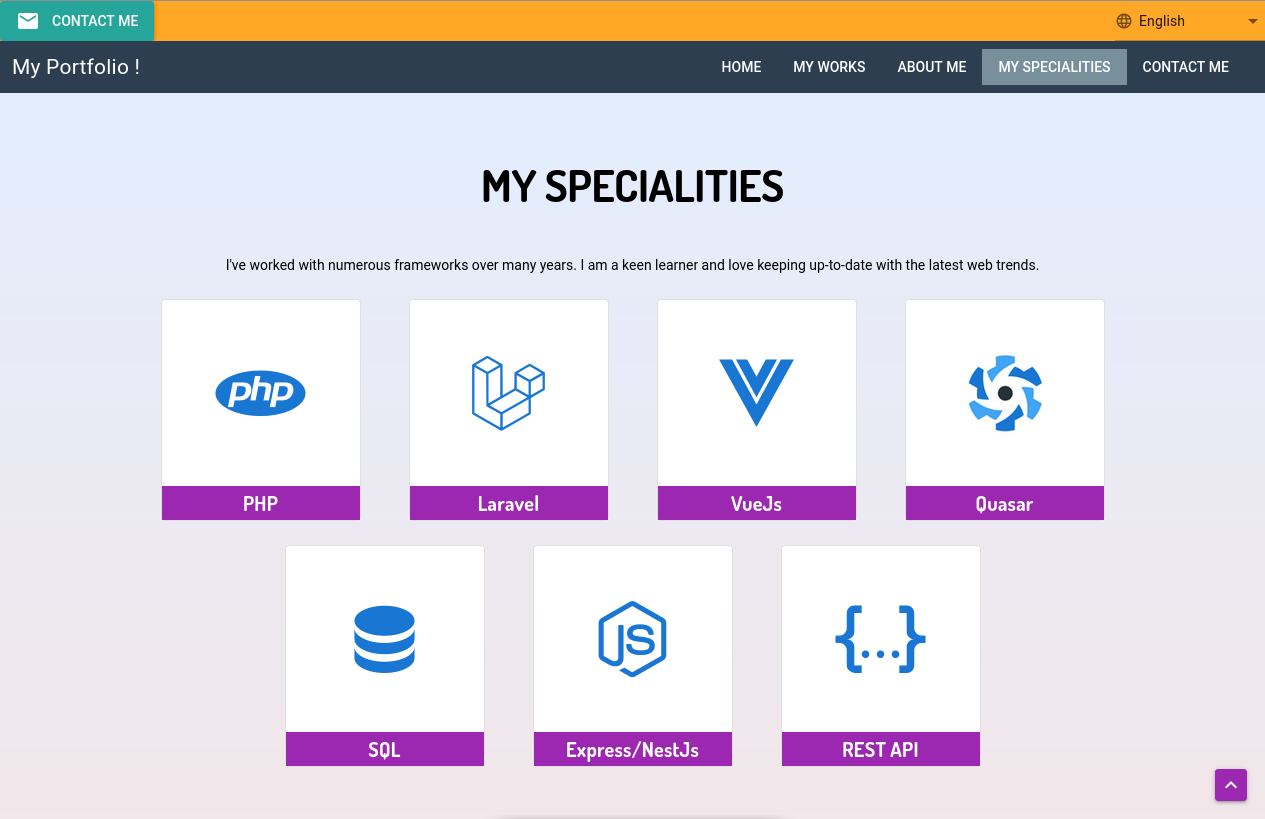 CONTACT ME
English
My Portfolio !
HOME
MY WORKS
ABOUT ME
MY SPECIALITIES
CONTACT ME
MY SPECIALITIES
I've worked with numerous frameworks over many years. I am a keen learner and love keeping up-to-date with the latest web trends.
php
PHP
Laravel
VueJs
Quasar
JS
{...}
SQL
Express/NestJs
REST API